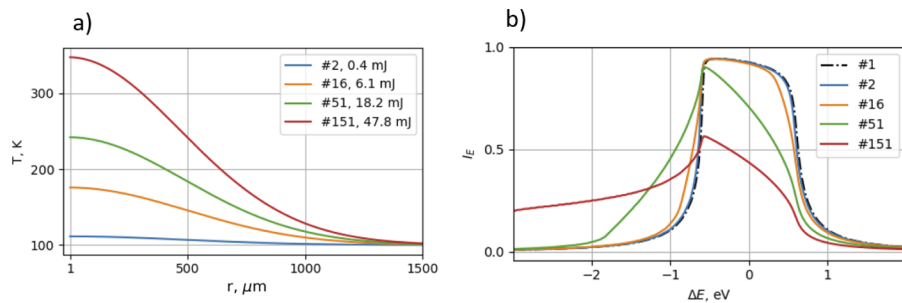 a)
T, K
300
250
200
150
100
1
500
1000
1500
r, μm
#2, 0.4 mJ
#16, 6.1 mJ
#51, 18.2 mJ
#151, 47.8 mJ
b)
I_E
1.0
0.5
0.0
−2
−1
0
1
ΔE, eV
#1
#2
#16
#51
#151